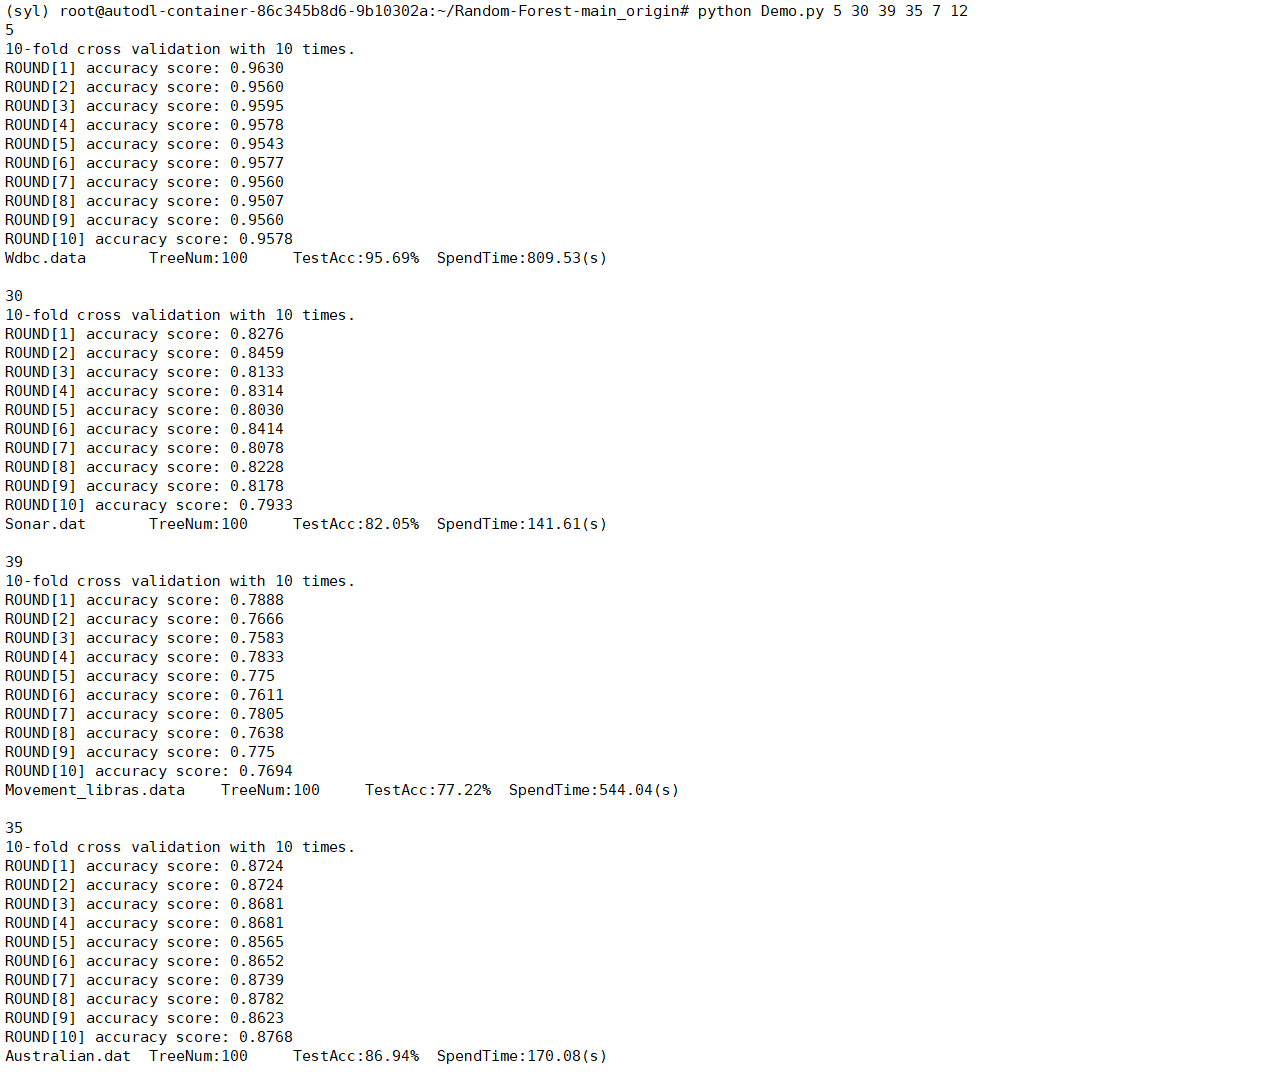 (syl) root@autodl-container-86c345b8d6-9b10302a:~/Random-Forest-main_origin# python Demo.py 5 30 39 35 7 12
5
10-fold cross validation with 10 times.
ROUND[1] accuracy score: 0.9630
ROUND[2] accuracy score: 0.9560
ROUND[3] accuracy score: 0.9595
ROUND[4] accuracy score: 0.9578
ROUND[5] accuracy score: 0.9543
ROUND[6] accuracy score: 0.9577
ROUND[7] accuracy score: 0.9560
ROUND[8] accuracy score: 0.9507
ROUND[9] accuracy score: 0.9560
ROUND[10] accuracy score: 0.9578
Wdbc.data       TreeNum:100     TestAcc:95.69%  SpendTime:809.53(s)
30
10-fold cross validation with 10 times.
ROUND[1] accuracy score: 0.8276
ROUND[2] accuracy score: 0.8459
ROUND[3] accuracy score: 0.8133
ROUND[4] accuracy score: 0.8314
ROUND[5] accuracy score: 0.8030
ROUND[6] accuracy score: 0.8414
ROUND[7] accuracy score: 0.8078
ROUND[8] accuracy score: 0.8228
ROUND[9] accuracy score: 0.8178
ROUND[10] accuracy score: 0.7933
Sonar.dat       TreeNum:100     TestAcc:82.05%  SpendTime:141.61(s)
39
10-fold cross validation with 10 times.
ROUND[1] accuracy score: 0.7888
ROUND[2] accuracy score: 0.7666
ROUND[3] accuracy score: 0.7583
ROUND[4] accuracy score: 0.7833
ROUND[5] accuracy score: 0.775
ROUND[6] accuracy score: 0.7611
ROUND[7] accuracy score: 0.7805
ROUND[8] accuracy score: 0.7638
ROUND[9] accuracy score: 0.775
ROUND[10] accuracy score: 0.7694
Movement_libras.data    TreeNum:100     TestAcc:77.22%  SpendTime:544.04(s)
35
10-fold cross validation with 10 times.
ROUND[1] accuracy score: 0.8724
ROUND[2] accuracy score: 0.8724
ROUND[3] accuracy score: 0.8681
ROUND[4] accuracy score: 0.8681
ROUND[5] accuracy score: 0.8565
ROUND[6] accuracy score: 0.8652
ROUND[7] accuracy score: 0.8739
ROUND[8] accuracy score: 0.8782
ROUND[9] accuracy score: 0.8623
ROUND[10] accuracy score: 0.8768
Australian.dat  TreeNum:100     TestAcc:86.94%  SpendTime:170.08(s)